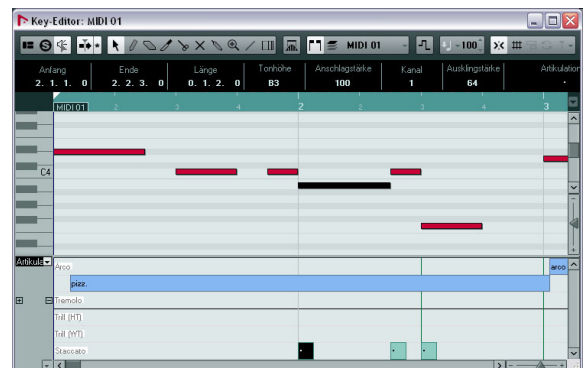 Key-Editor: MIDI 01
MIDI 01
100
Anfang Ende Länge Tonhöhe Anschlagstärke Kanal Ausklingstärke Artikulation
2. 1. 1. 0 2. 2. 3. 0 0. 1. 2. 0 B3 100 1 64
MIDI 01 2 3 4 2 2 3 4 3
C4
Artikula
Arco
arco
pizz.
Tremolo
Trill (HT)
Trill (WT)
Staccato